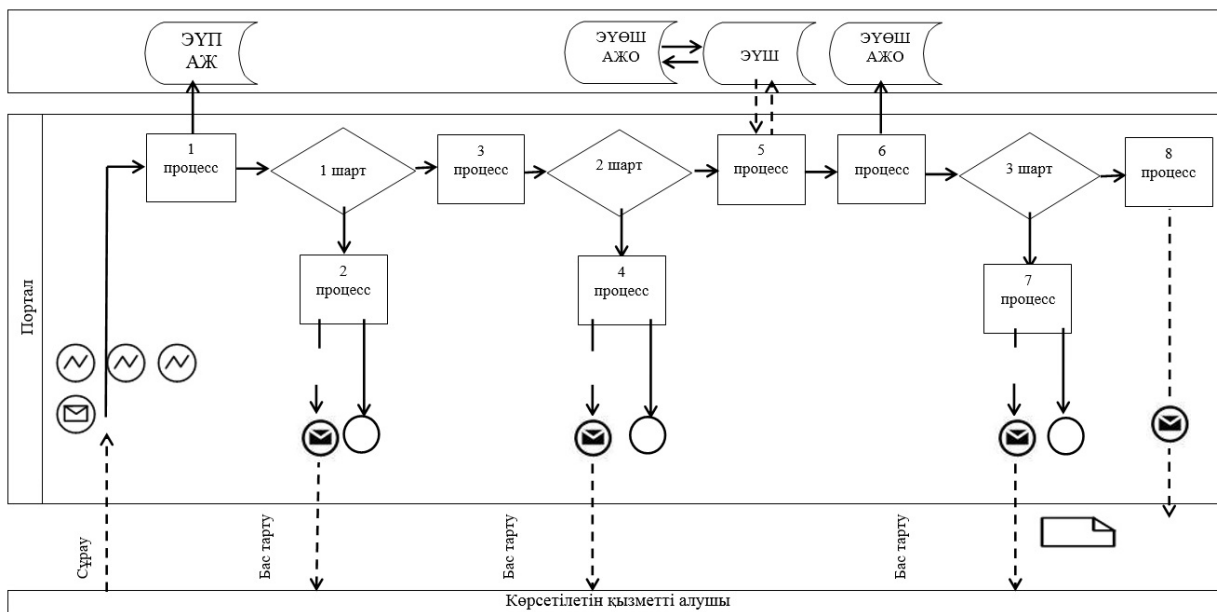 ЭҮП
АЖ
ЭҮӨШ
АЖО
ЭҮШ
ЭҮӨШ
АЖО
1
процесс
1 шарт
3
процесс
2 шарт
5
процесс
6
процесс
3 шарт
8
процесс
2
процесс
4
процесс
7
процесс
Портал
Сұрау
Бас тарту
Бас тарту
Бас тарту
Көрсетілетін қызметті алушы